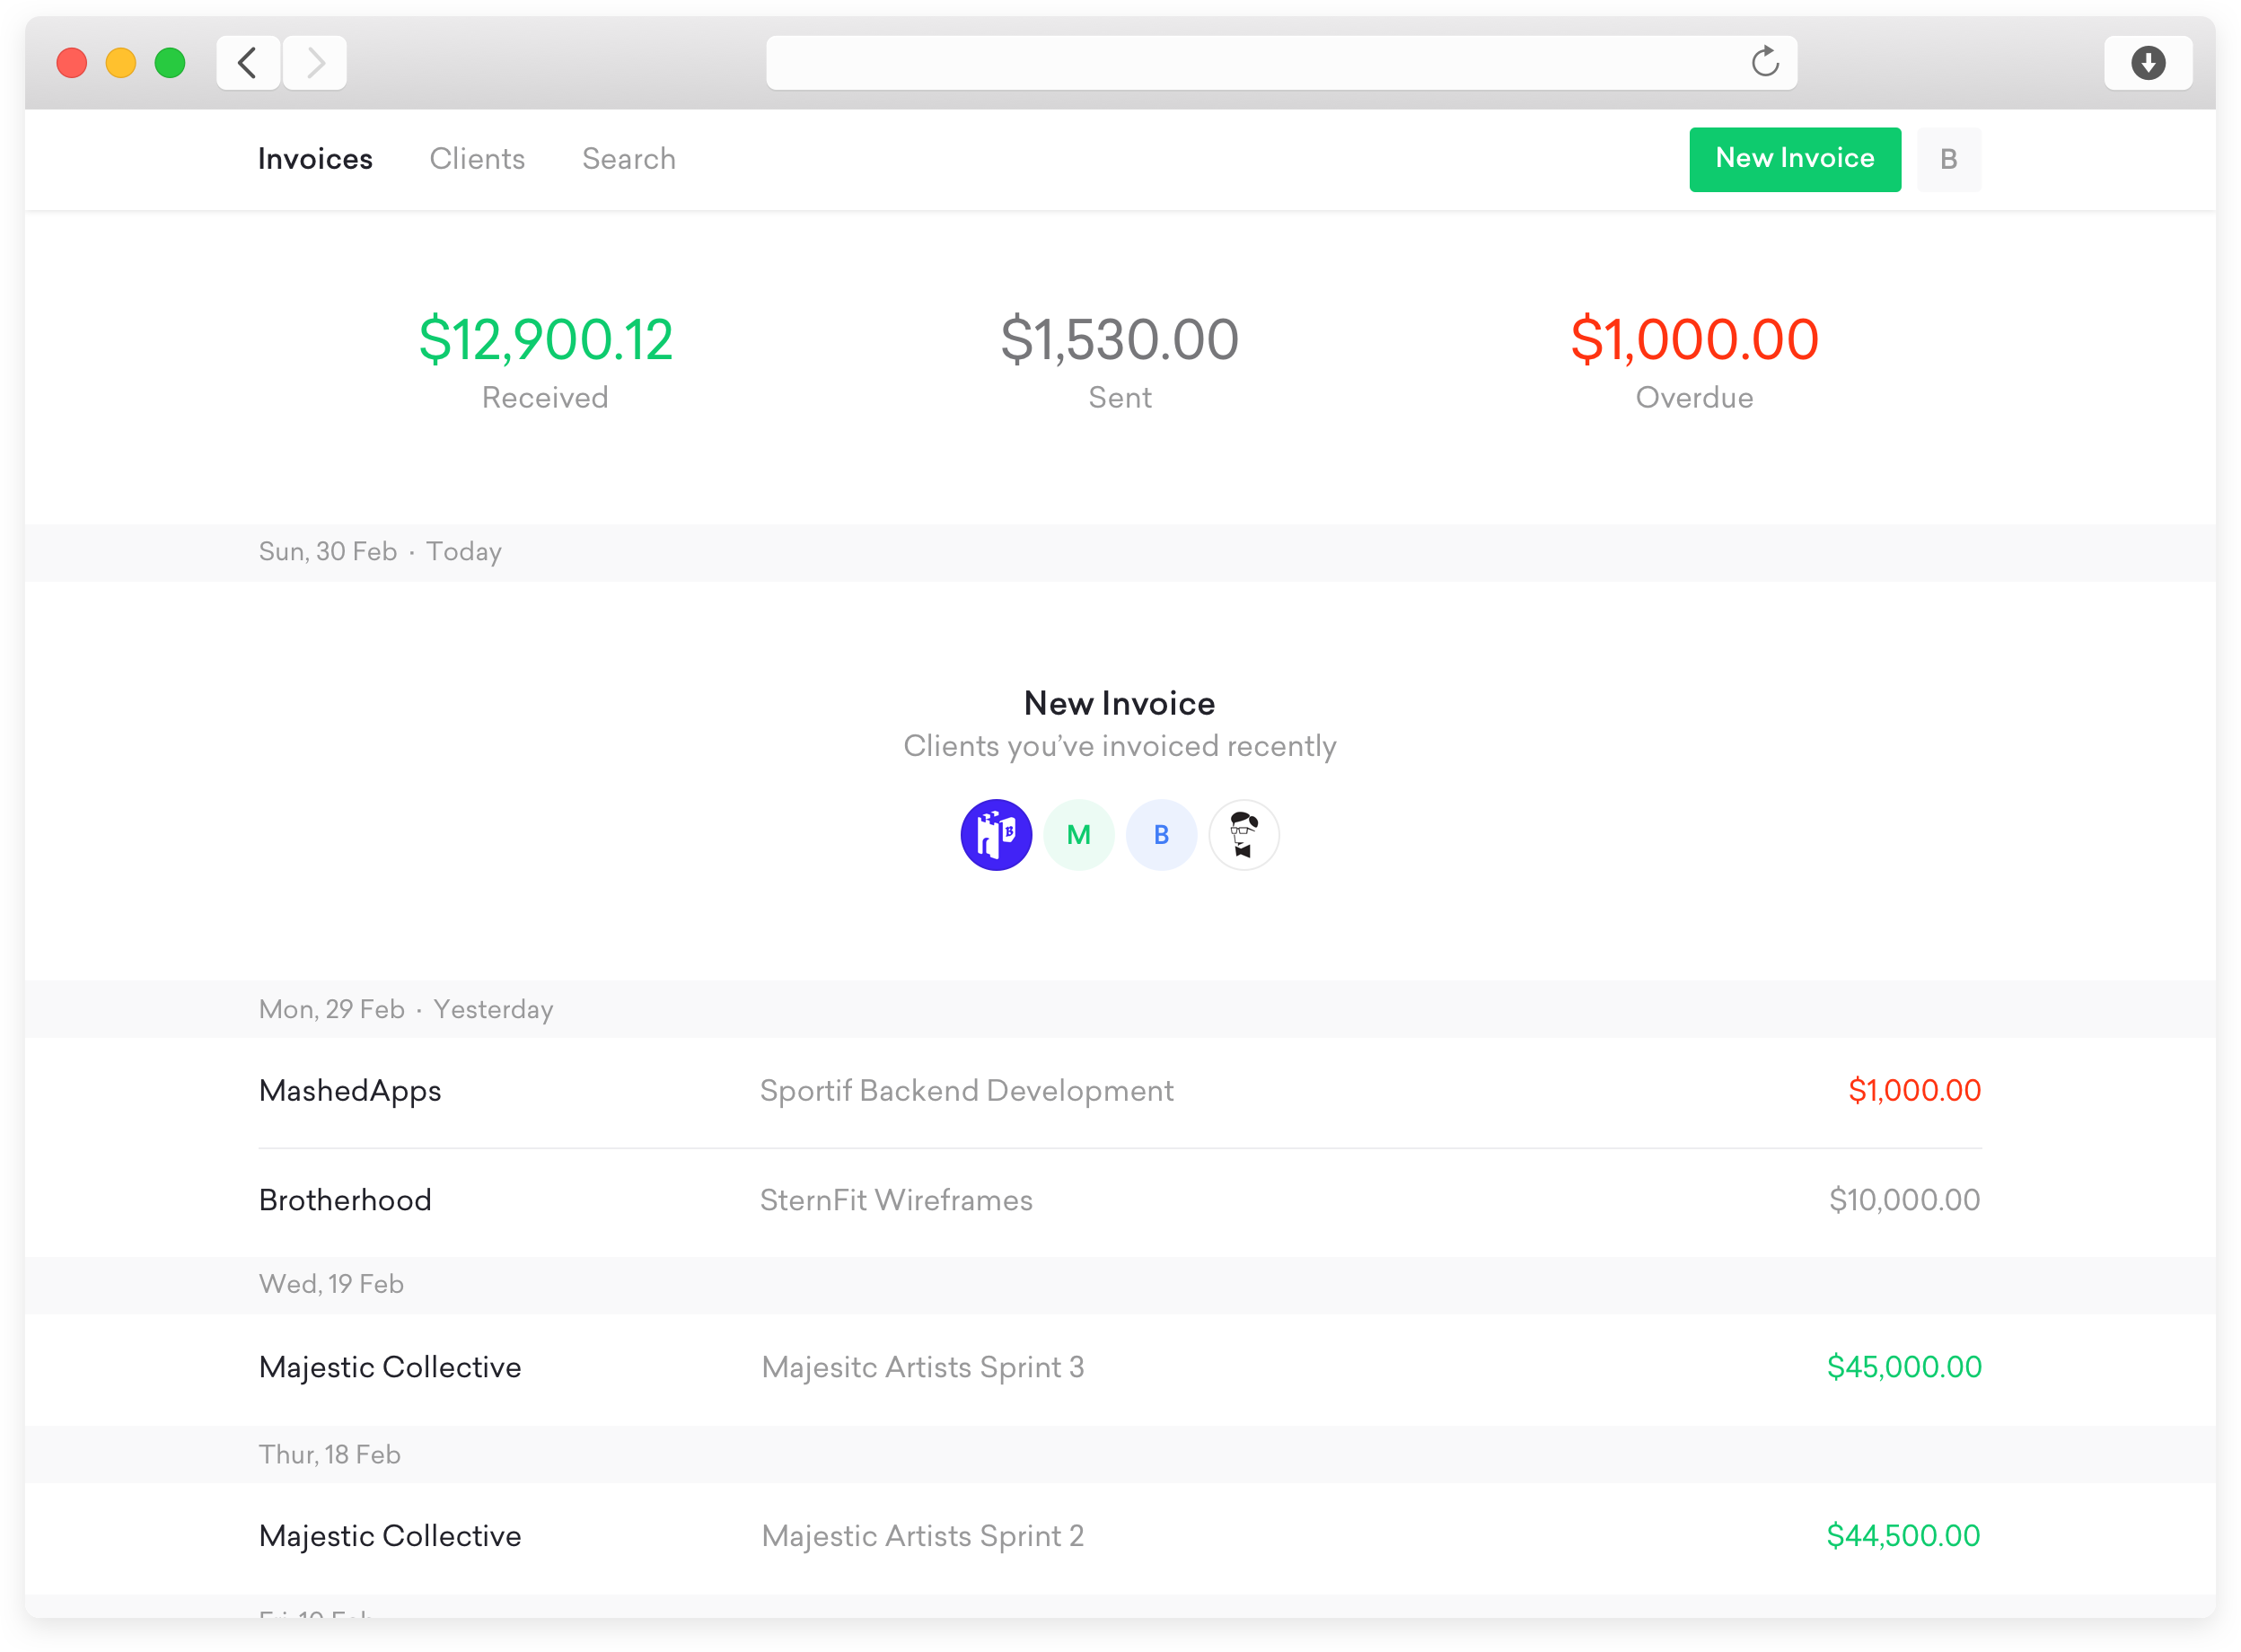 Invoices Clients Search New Invoice B
$12,900.12 $1,530.00 $1,000.00
Received Sent Overdue
Sun, 30 Feb · Today
New Invoice
Clients you’ve invoiced recently
B M B
Mon, 29 Feb · Yesterday
MashedApps Sportif Backend Development $1,000.00
Brotherhood SternFit Wireframes $10,000.00
Wed, 19 Feb
Majestic Collective Majesitc Artists Sprint 3 $45,000.00
Thur, 18 Feb
Majestic Collective Majestic Artists Sprint 2 $44,500.00